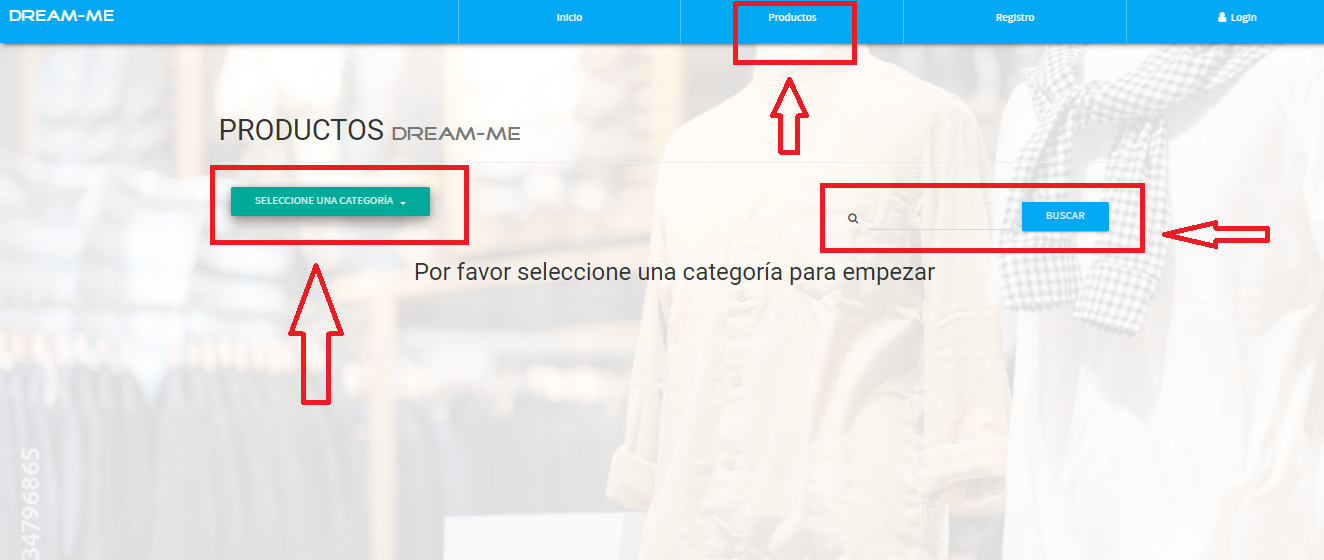 DREAM-ME
Inicio
Productos
Registro
Login
PRODUCTOS DREAM-ME
SELECCIONE UNA CATEGORÍA
BUSCAR
Por favor seleccione una categoría para empezar
34796865